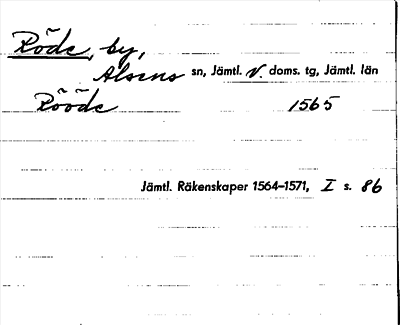 Röde, by,
Alsens sn, Jämtl. v. doms. tg, Jämtl. län
Rööde 1565
Jämtl. Räkenskaper 1564–1571, I s. 86